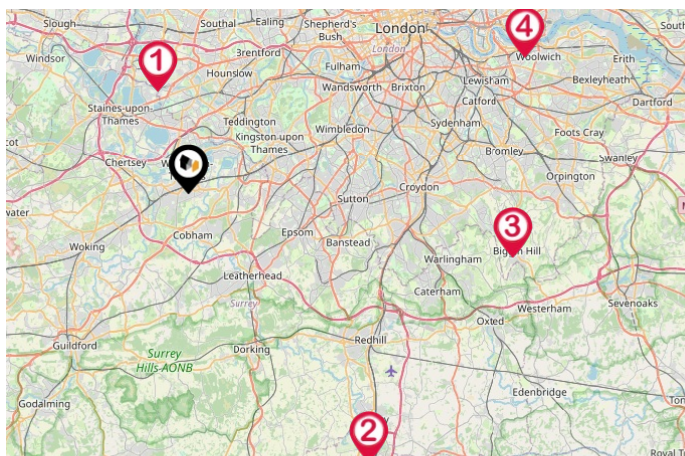 Slough
Southal
Ealing
Shepherd's
Bush
London
4
South
1
Windsor
Brentford
London
Woolwich
Erith
Hounslow
Fulham
Lewisham
Bexleyheath
Wandsworth
Brixton
Catford
Staines-upon-
Thames
Dartford
Teddington
Wimbledon
Sydenham
Foots Cray
Kingston upon
Thames
Bromley
Swanley
Chertsey
Orpington
Croydon
Sutton
3
Cobham
Epsom
Banstead
Hill
Woking
Warlingham
Leatherhead
Caterham
Surrey
Westerham
Sevenoaks
Oxted
Redhill
Guildford
Dorking
Surrey
Hills AONB
Edenbridge
Godalming
2
Royal T